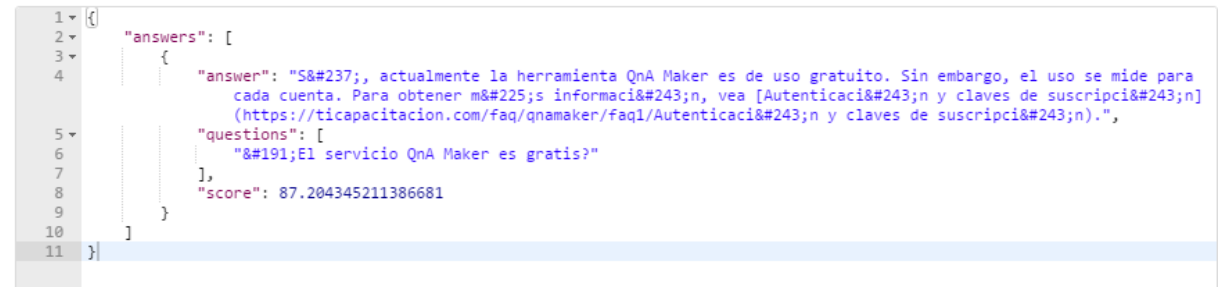 1 {
2 "answers": [
3 {
4 "answer": "S&#237;, actualmente la herramienta QnA Maker es de uso gratuito. Sin embargo, el uso se mide para
cada cuenta. Para obtener m&#225;s informaci&#243;n, vea [Autenticaci&#243;n y claves de suscripci&#243;n]
(https://ticapacitacion.com/faq/qnamaker/faq1/Autenticaci&#243;n y claves de suscripci&#243;n).",
5 "questions": [
6 "&#191;El servicio QnA Maker es gratis?"
7 ],
8 "score": 87.204345211386681
9 }
10 ]
11 }